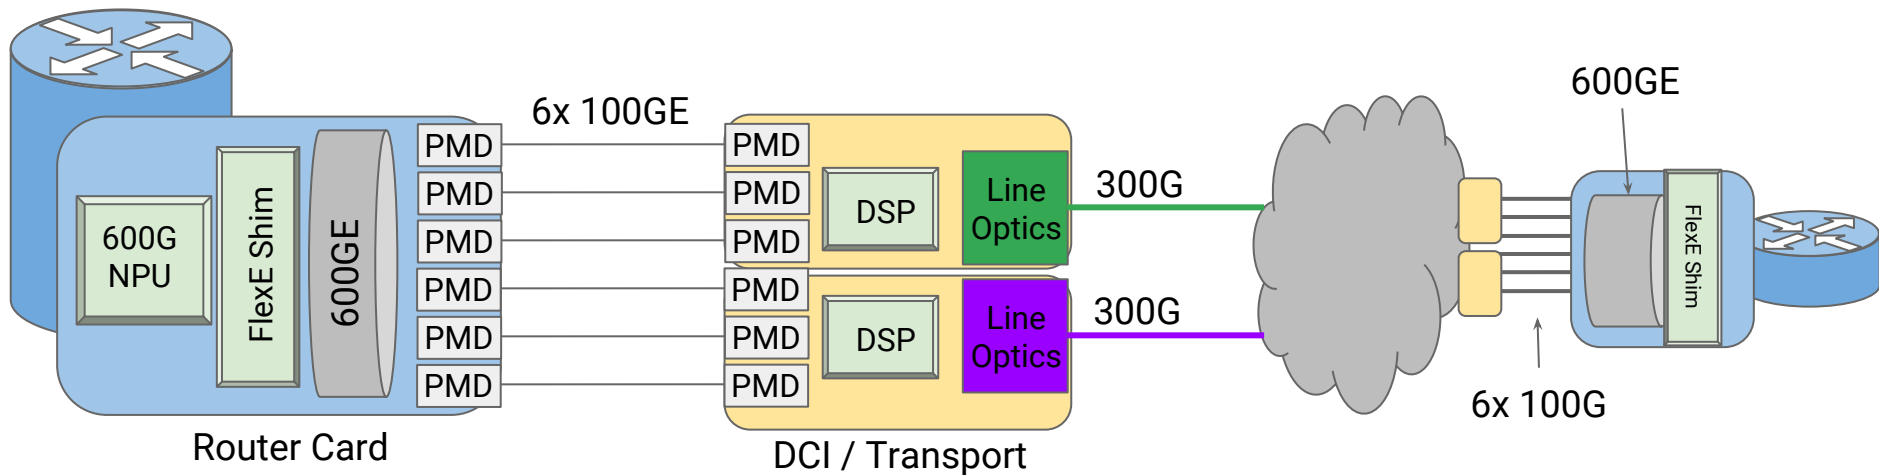 600G
NPU
FlexE Shim
600GE
PMD
PMD
PMD
PMD
PMD
PMD
Router Card
6x 100GE
PMD
PMD
PMD
PMD
PMD
PMD
DSP
Line
Optics
DSP
Line
Optics
DCI / Transport
300G
300G
600GE
FlexE Shim
6x 100G